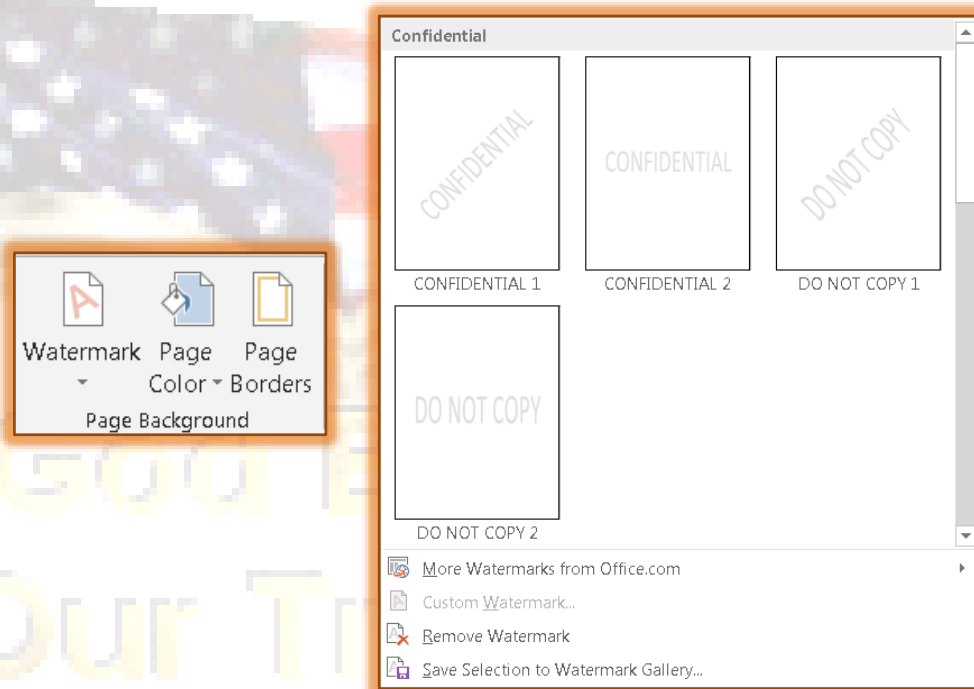 Confidential
CONFIDENTIAL
CONFIDENTIAL
DO NOT COPY
CONFIDENTIAL 1
CONFIDENTIAL 2
DO NOT COPY 1
DO NOT COPY
DO NOT COPY 2
More Watermarks from Office.com
Custom Watermark...
Remove Watermark
Save Selection to Watermark Gallery...
Watermark
Page
Color
Page
Borders
Page Background
God
Our